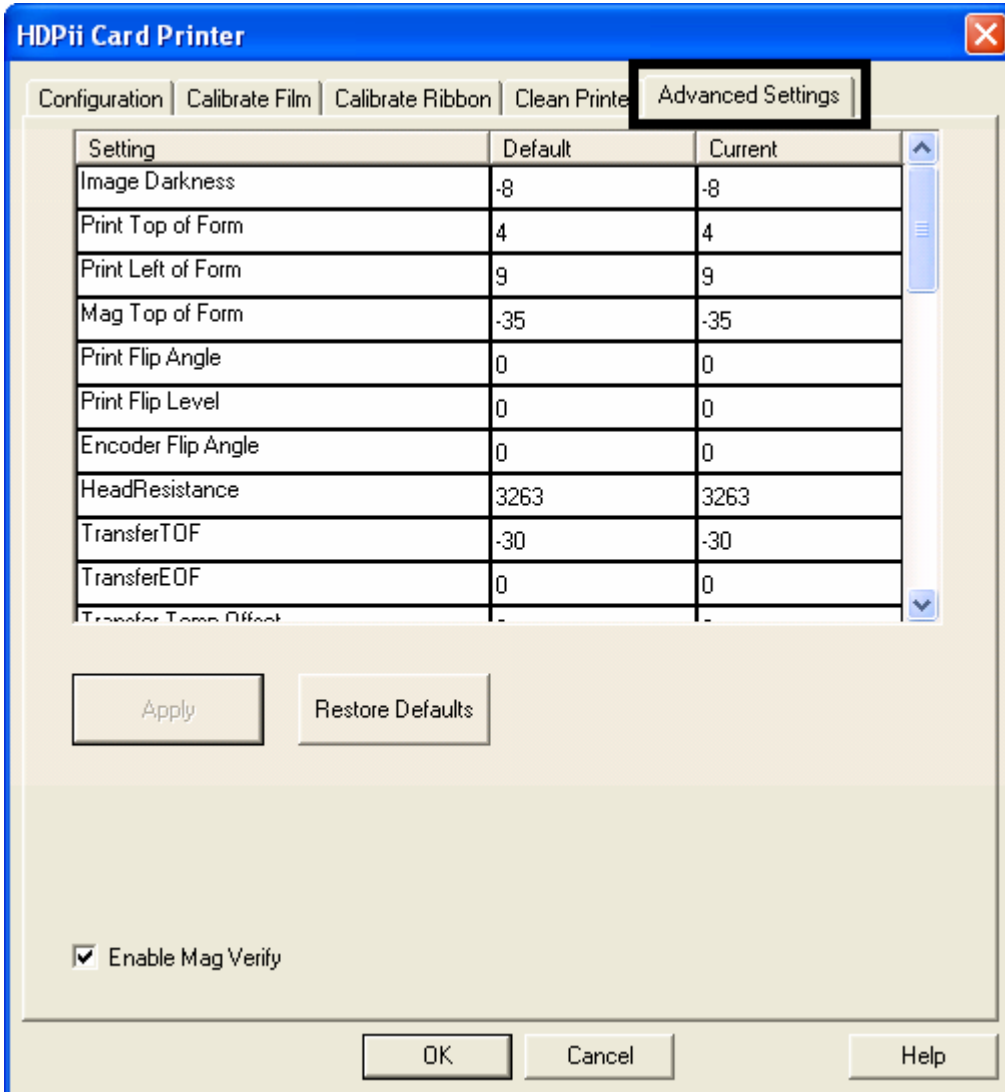 HDPii Card Printer
Configuration Calibrate Film Calibrate Ribbon Clean Printe Advanced Settings
Setting Default Current
Image Darkness -8 -8
Print Top of Form 4 4
Print Left of Form 9 9
Mag Top of Form -35 -35
Print Flip Angle 0 0
Print Flip Level 0 0
Encoder Flip Angle 0 0
HeadResistance 3263 3263
TransferTOF -30 -30
TransferEOF 0 0
Transfer Temp Offset
Apply Restore Defaults
Enable Mag Verify
OK Cancel Help